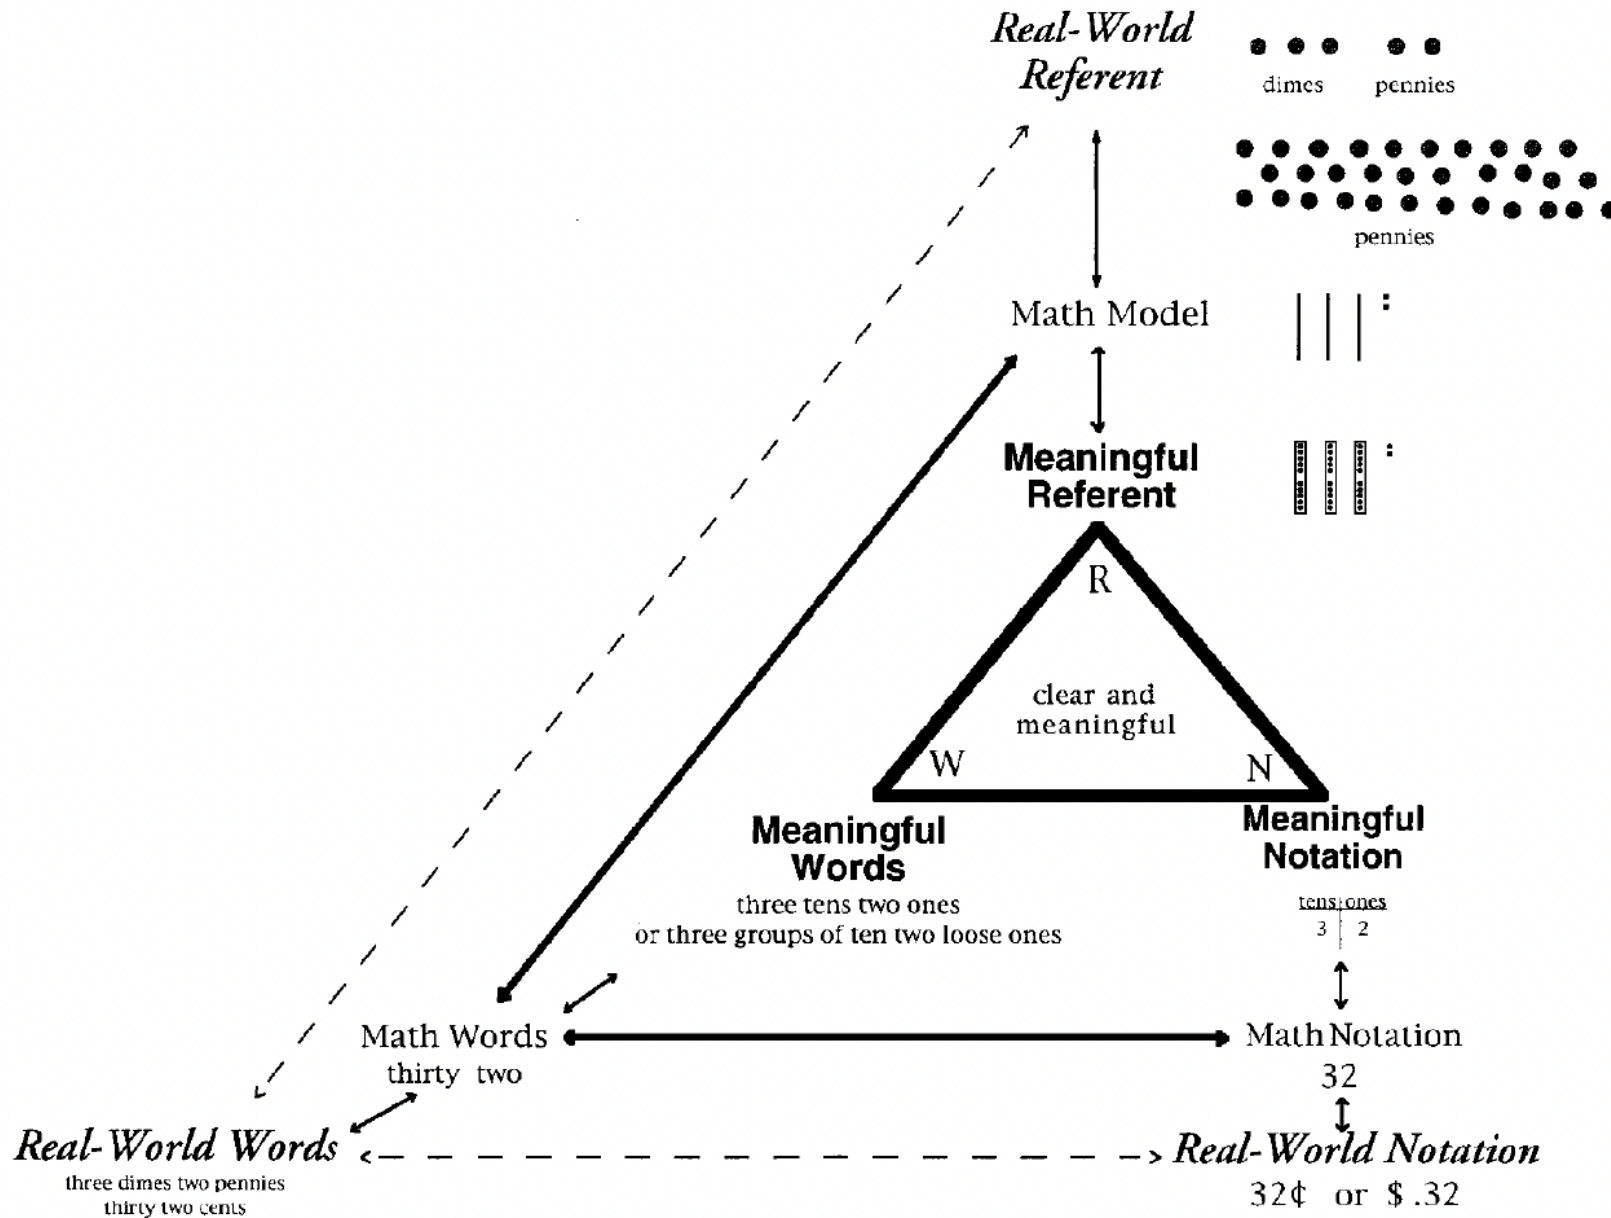 Real-World
Referent
dimes pennies
pennies
Math Model
Meaningful
Referent
R
clear and
meaningful
W N
Meaningful
Words
three tens two ones
or three groups of ten two loose ones
Meaningful
Notation
tens ones
3 2
Math Words
thirty two
Math Notation
32
Real-World Words
three dimes two pennies
thirty two cents
Real-World Notation
32¢ or $.32